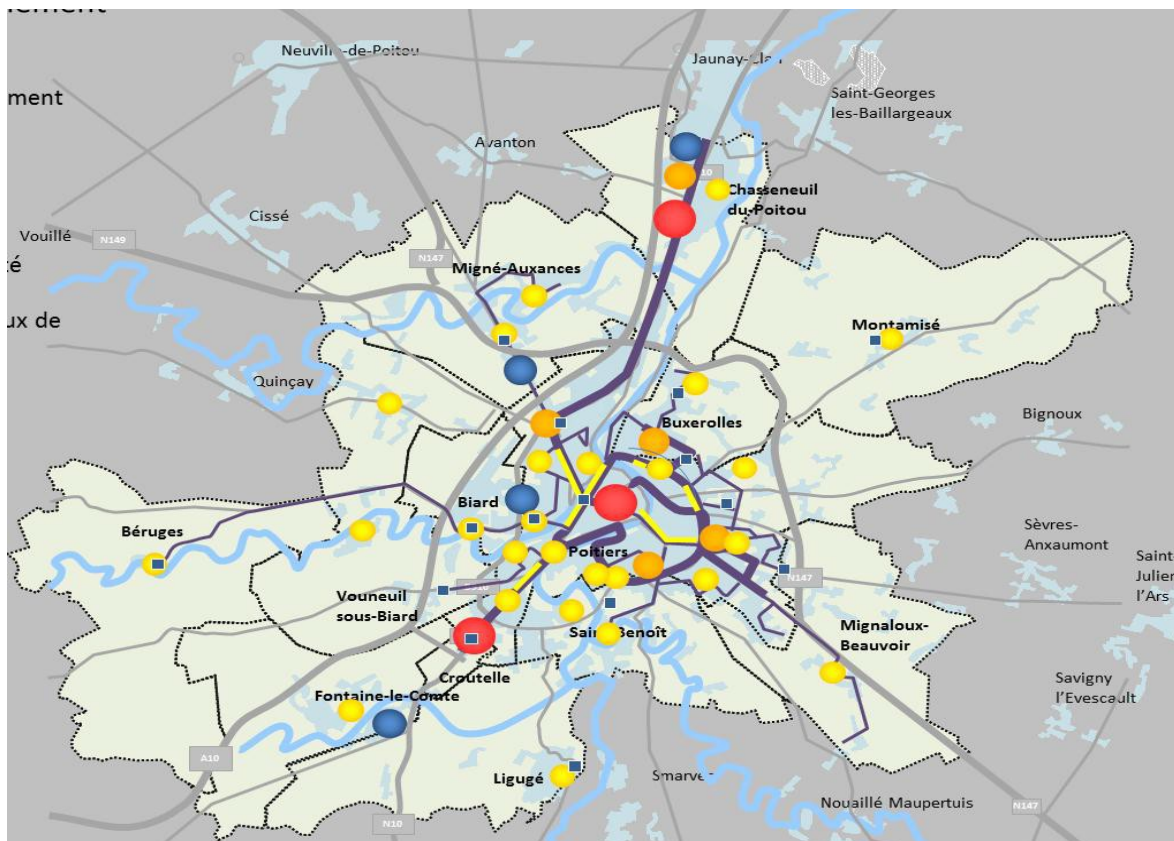 Neuville-de-Poitou
Jaunay-Clan
ment
Saint-Georges
les-Baillargeaux
Avanton
10
Chasseneuil
du-Poitou
Cissé
Vouillé
N149
té
N147
Migné-Auxances
ux de
Montamisé
Quinçay
Bignoux
Buxerolles
Biard
Béruges
Sèvres-
Anxaumont
Poitiers
Saint-
Julien
l'Ars
N147
Vouneuil
sous-Biard
Mignaloux-
Beauvoir
Saint-Benoît
Croutelle
Fontaine-le-Comte
Savigny
l'Evescault
A10
Ligugé
Smarves
Nouaillé Maupertuis
N147
N10